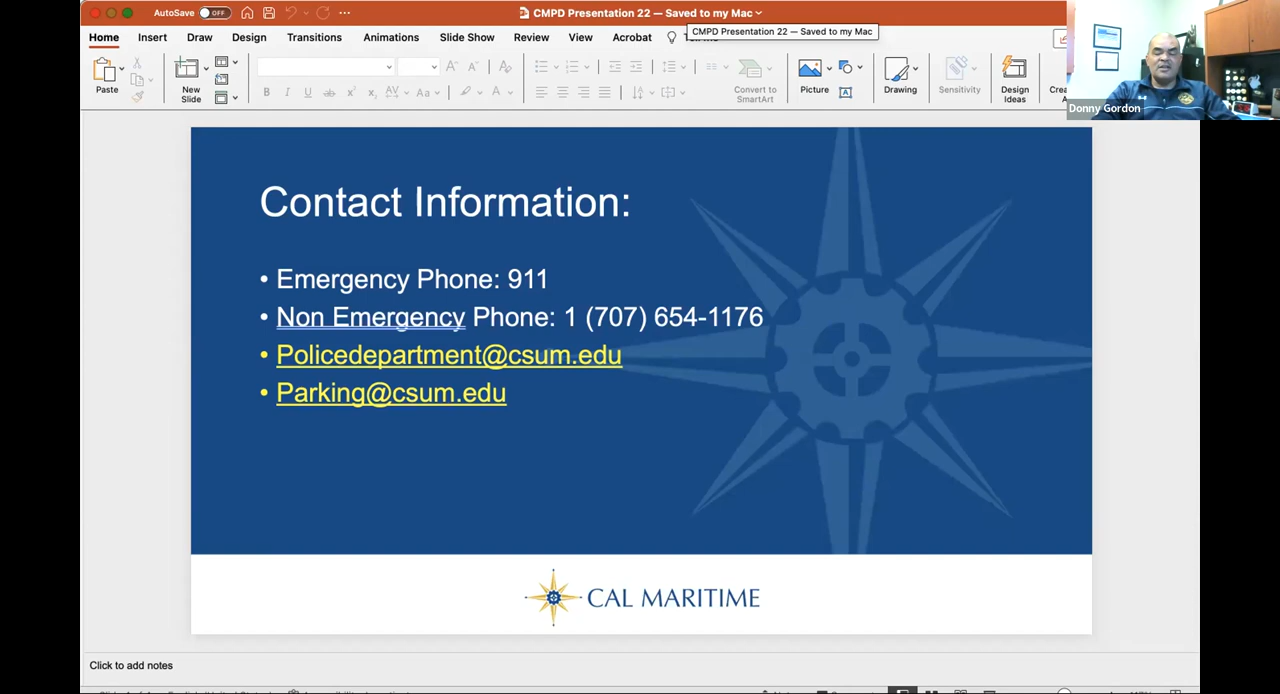 AutoSave OFF
CMPD Presentation 22 — Saved to my Mac
CMPD Presentation 22 — Saved to my Mac
Home Insert Draw Design Transitions Animations Slide Show Review View Acrobat
Paste
New
Slide
Convert to
SmartArt
Picture
Drawing
Sensitivity
Design
Ideas
Donny Gordon
Contact Information:
• Emergency Phone: 911
• Non Emergency Phone: 1 (707) 654-1176
• Policedepartment@csum.edu
• Parking@csum.edu
CAL MARITIME
Click to add notes